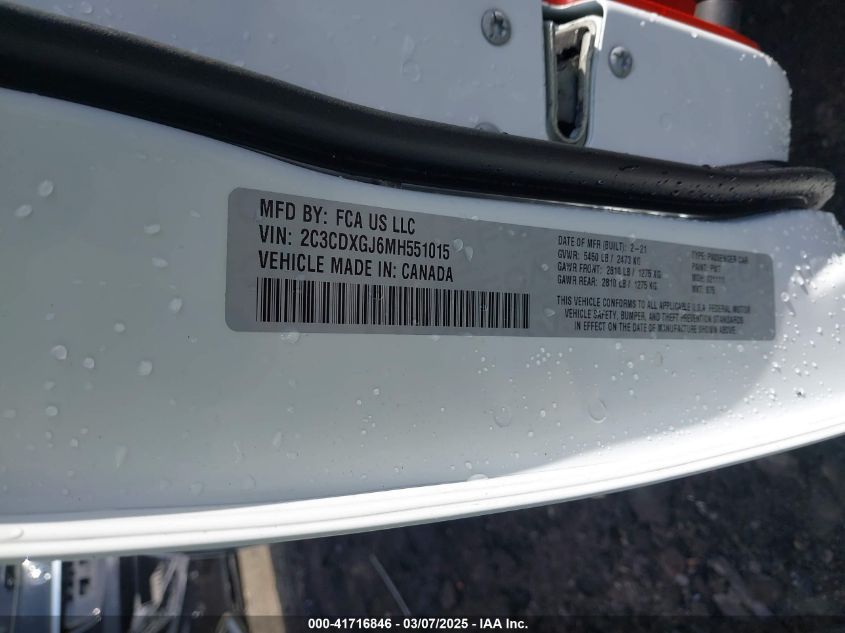 MFD BY: FCA US LLC
VIN: 2C3CDXGJ6MH551015
VEHICLE MADE IN: CANADA
DATE OF MFR (BUILT): 2-21
GVWR: 5450 LB / 2473 KG
GAWR FRONT: 2810 LB / 1275 KG
GAWR REAR: 2810 LB / 1275 KG
TYPE: PASSENGER CAR
PAINT: PW7
MDH:
VEHICLE CONFORMS TO ALL APPLICABLE U.S.A. FEDERAL MOTOR
VEHICLE SAFETY, BUMPER, AND THEFT PREVENTION STANDARDS
IN EFFECT ON THE DATE OF MANUFACTURE SHOWN ABOVE.
000-41716846 - 03/07/2025 - IAA Inc.